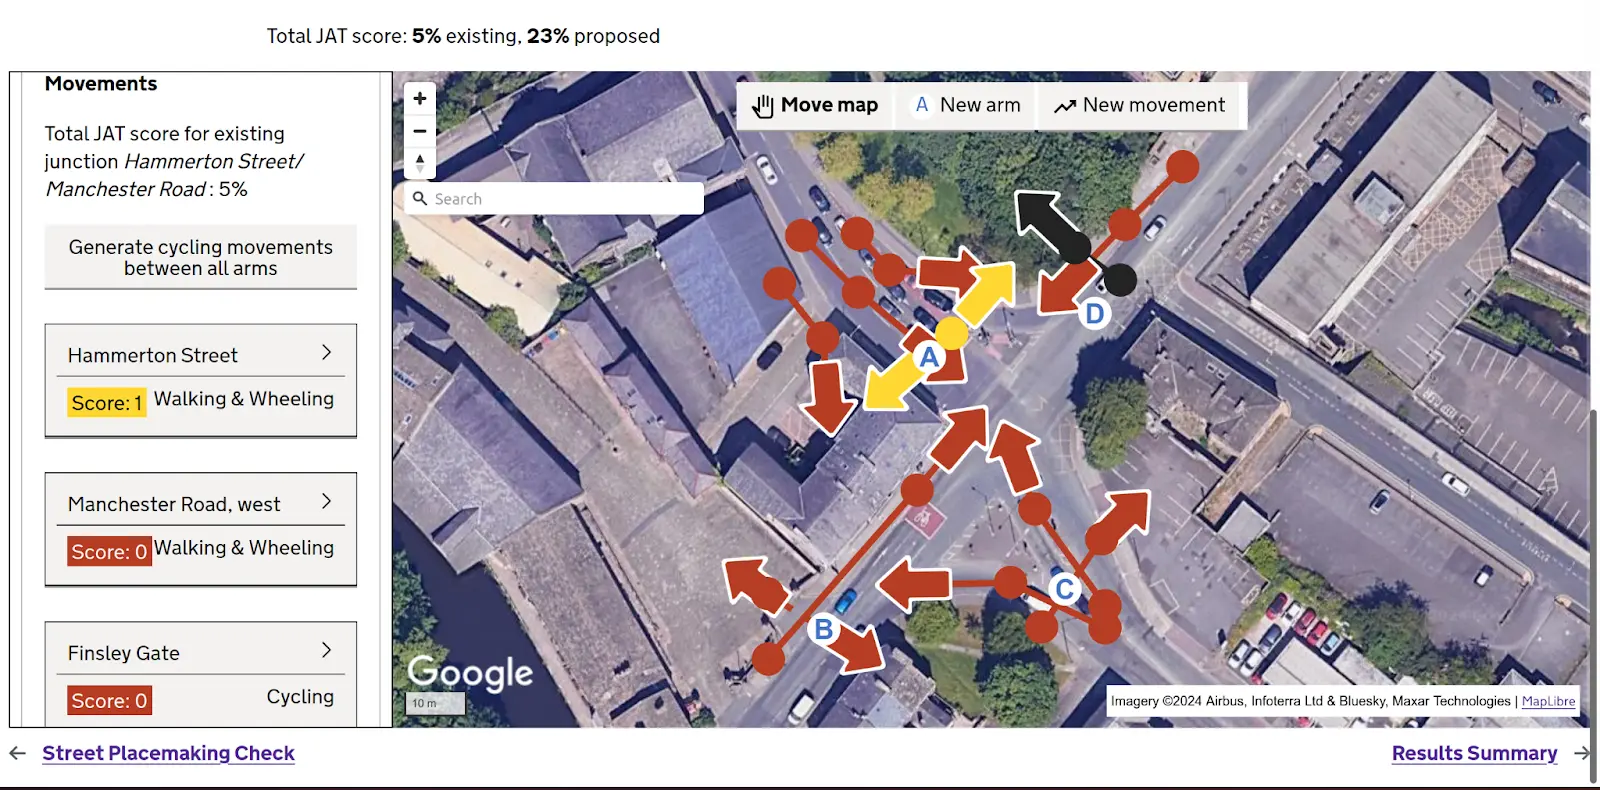 Total JAT score: 5% existing, 23% proposed
Movements
Total JAT score for existing
junction Hammerton Street/
Manchester Road : 5%
Generate cycling movements
between all arms
Hammerton Street
Score: 1 Walking & Wheeling
Manchester Road, west
Score: 0 Walking & Wheeling
Finsley Gate
Score: 0 Cycling
+
−
Search
Move map
A New arm
New movement
D
A
C
B
Google
10 m
Imagery ©2024 Airbus, Infoterra Ltd & Bluesky, Maxar Technologies | MapLibre
← Street Placemaking Check
Results Summary →